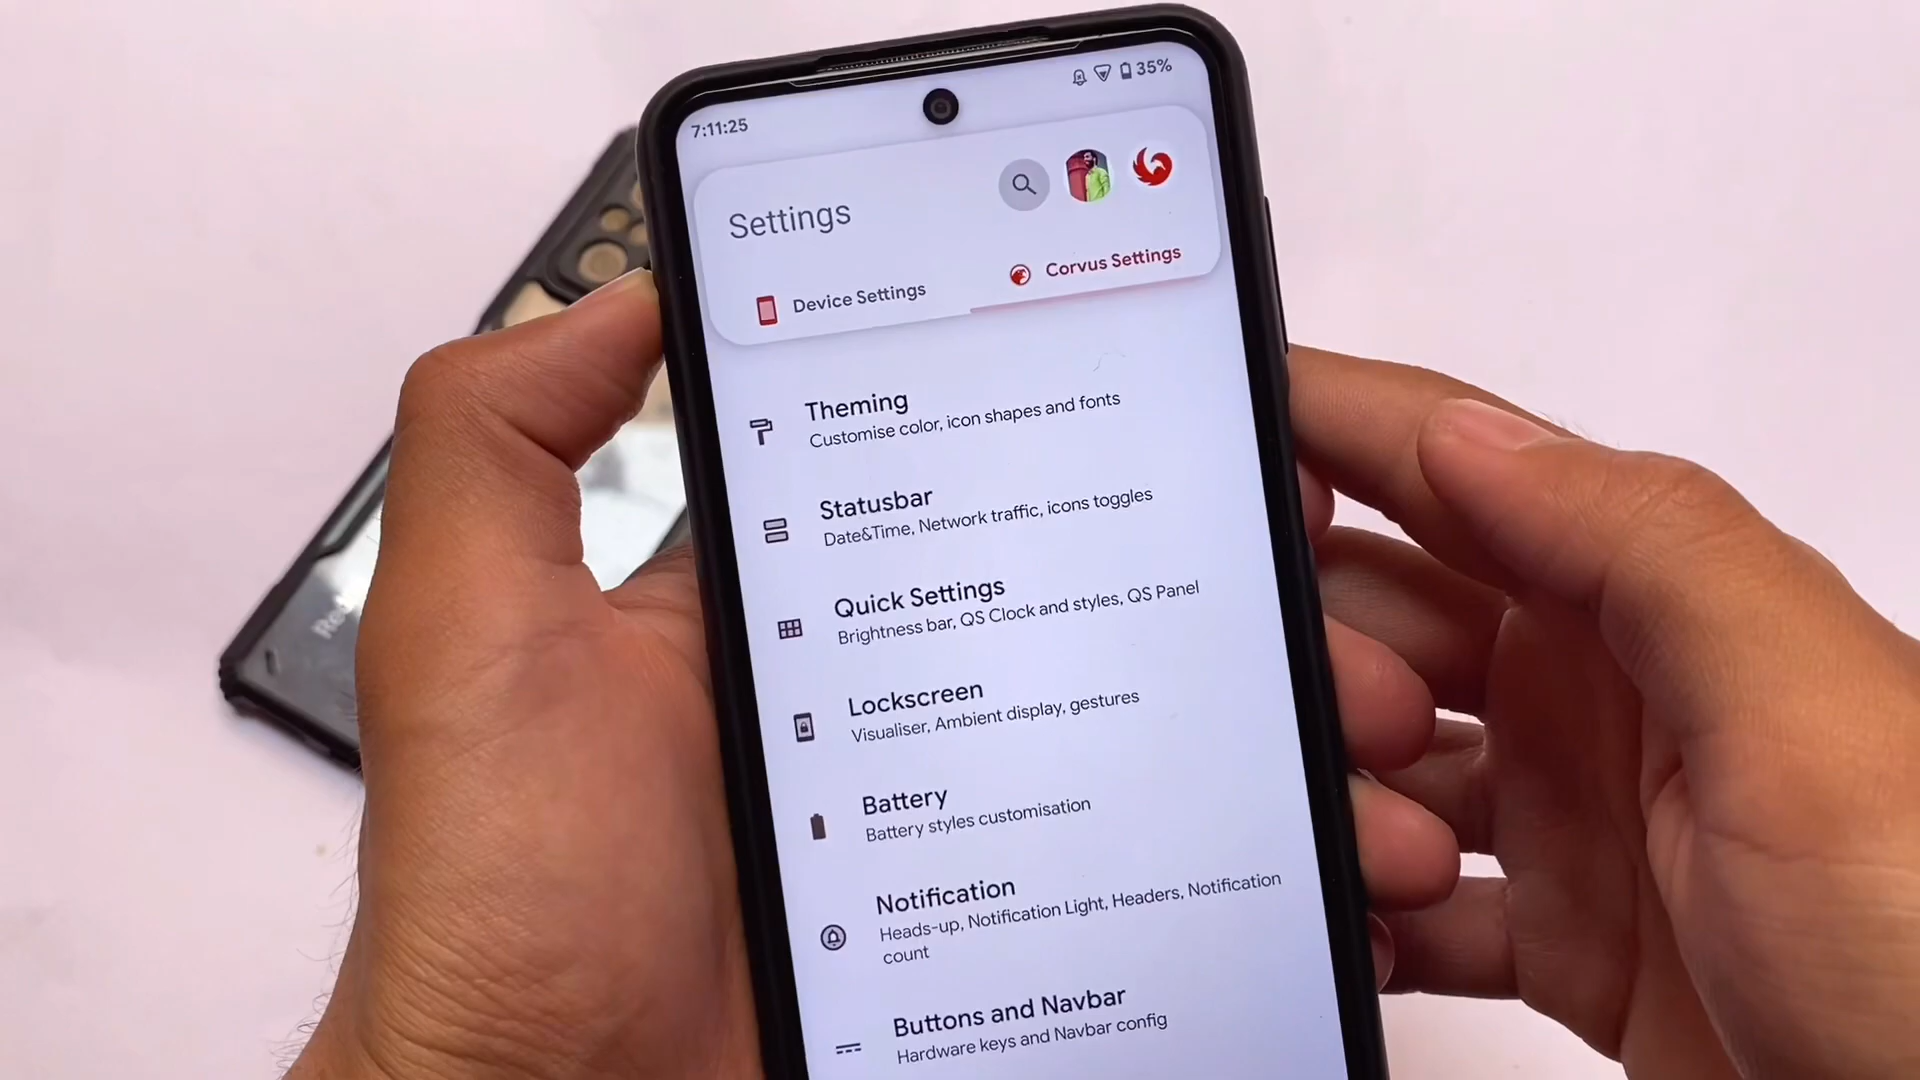 7:11:25
35%
Settings
Device Settings
Corvus Settings
Theming
Customise color, icon shapes and fonts
Statusbar
Date&Time, Network traffic, icons toggles
Quick Settings
Brightness bar, QS Clock and styles, QS Panel
Lockscreen
Visualiser, Ambient display, gestures
Battery
Battery styles customisation
Notification
Heads-up, Notification Light, Headers, Notification
count
Buttons and Navbar
Hardware keys and Navbar config